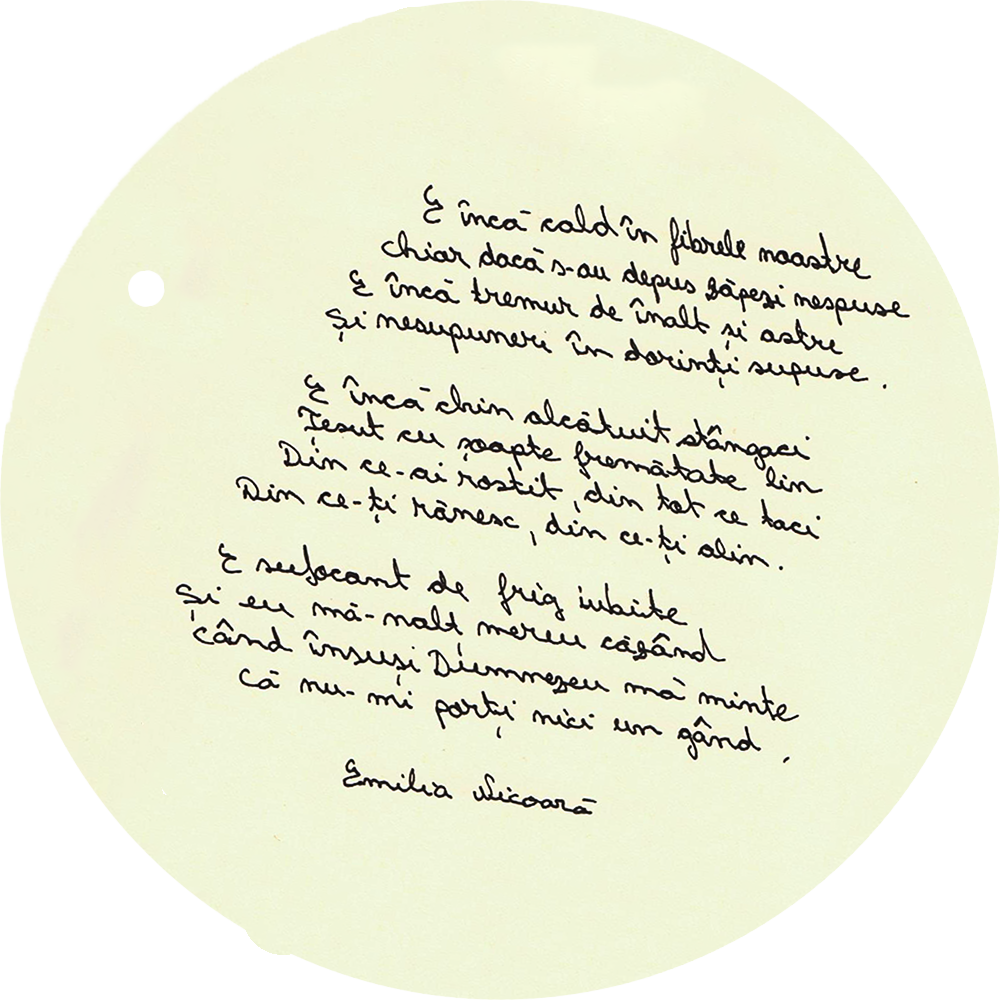 E încă cald în fibrele noastre
chiar dacă s-au depus zăpezi nespuse
E încă tremur de înalt și astre
Și nesupuneri în dorinți supuse.
E încă chin alcătuit stângaci
Țesut cu șoapte fremătate lin
Din ce-ai rostit, din tot ce taci
Din ce-ți rănesc, din ce-ți alin.
E sufocant de frig iubite
Și eu mă-nalț mereu căzând
când însuși Dumnezeu mă minte
Că nu-mi porți nici un gând.
Emilia Nicoară